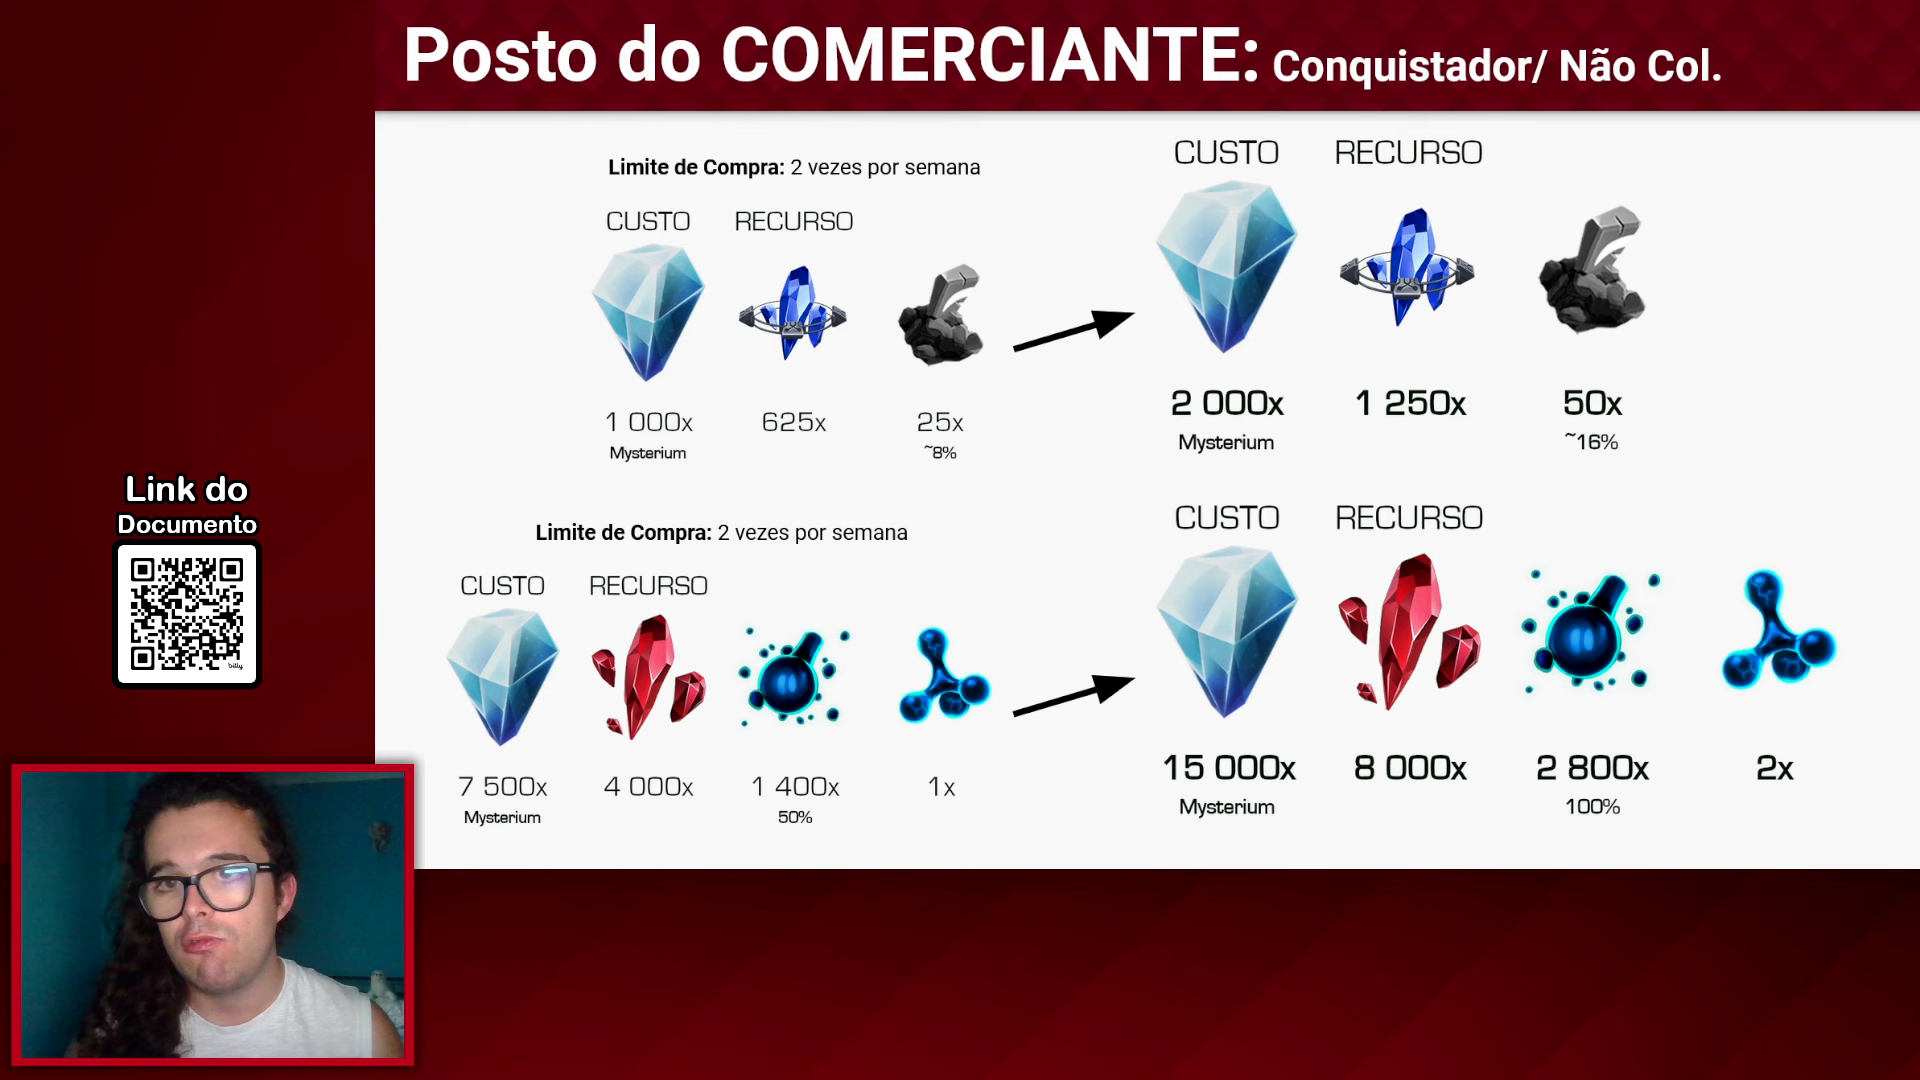 Posto do COMERCIANTE: Conquistador/ Não Col.
Limite de Compra: 2 vezes por semana
CUSTO RECURSO
1 000x 625x 25x
Mysterium ~8%
CUSTO RECURSO
2 000x 1 250x 50x
Mysterium ~16%
Limite de Compra: 2 vezes por semana
CUSTO RECURSO
7 500x 4 000x 1 400x 1x
Mysterium 50%
CUSTO RECURSO
15 000x 8 000x 2 800x 2x
Mysterium 100%
Link do
Documento
bitly